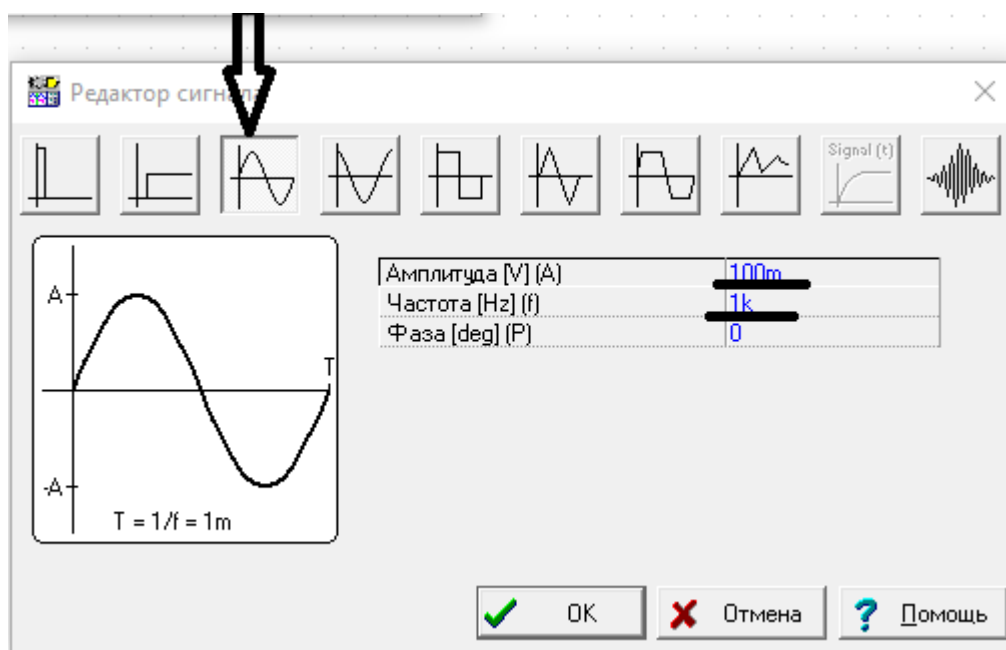 Редактор сигнала
Signal (t)
Амплитуда [V] (A) 100m
Частота [Hz] (f) 1k
Фаза [deg] (P) 0
A
T
-A
T = 1/f = 1m
OK
Отмена
Помощь